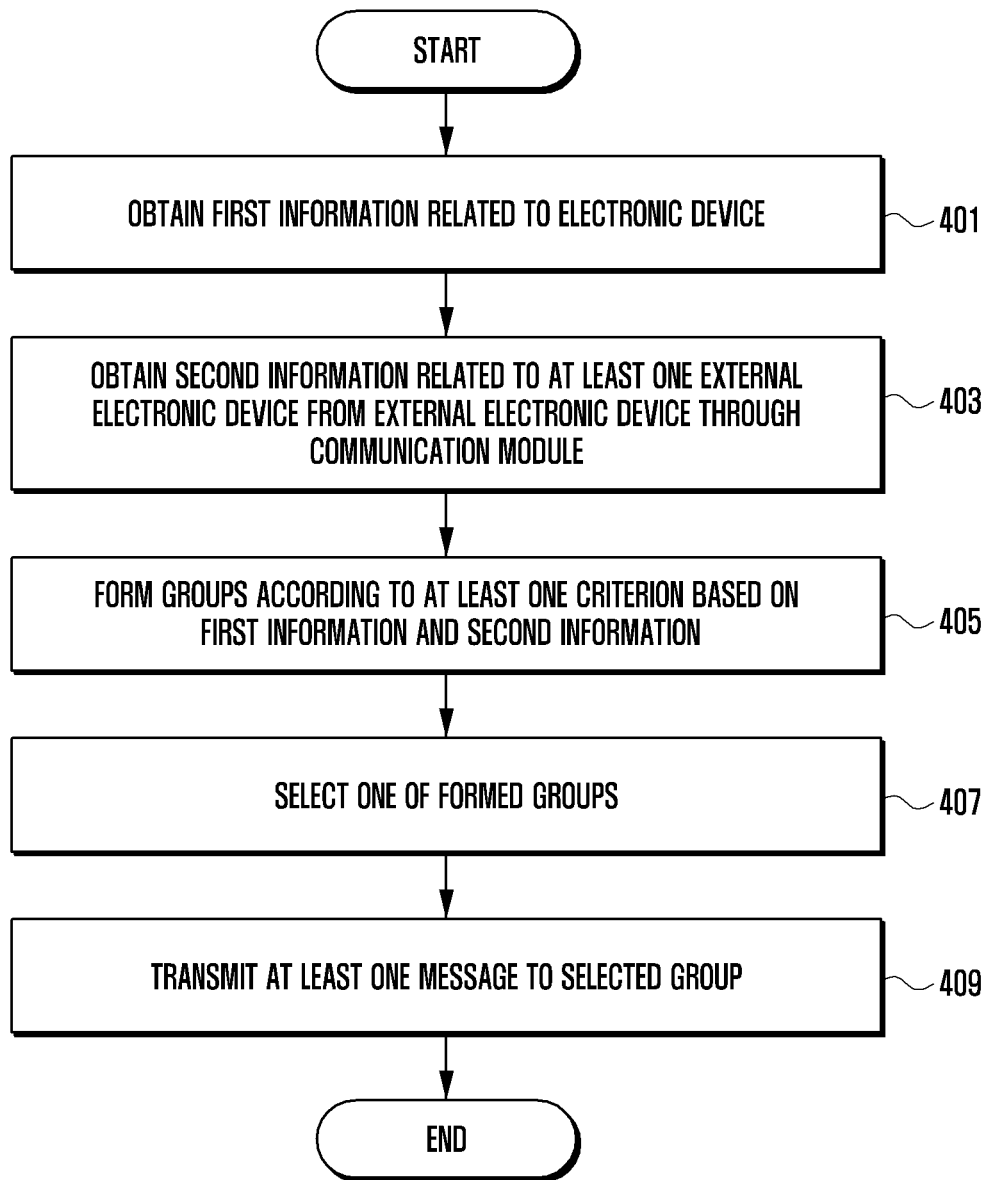 START
OBTAIN FIRST INFORMATION RELATED TO ELECTRONIC DEVICE
401
OBTAIN SECOND INFORMATION RELATED TO AT LEAST ONE EXTERNAL
ELECTRONIC DEVICE FROM EXTERNAL ELECTRONIC DEVICE THROUGH
COMMUNICATION MODULE
403
FORM GROUPS ACCORDING TO AT LEAST ONE CRITERION BASED ON
FIRST INFORMATION AND SECOND INFORMATION
405
SELECT ONE OF FORMED GROUPS
407
TRANSMIT AT LEAST ONE MESSAGE TO SELECTED GROUP
409
END